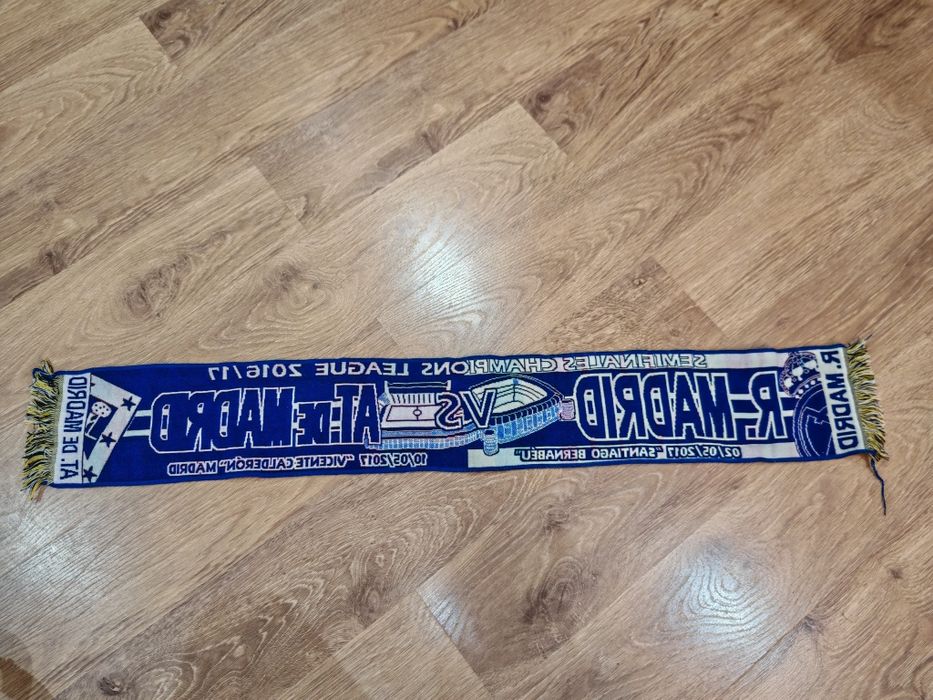 SEMIFINALES CHAMPIONS LEAGUE 2016/17
R. MADRID
R. MADRID VS AT. DE MADRID
AT. DE MADRID
02/05/2017 "SANTIAGO BERNABÉU"
10/05/2017 "VICENTE CALDERÓN" MADRID